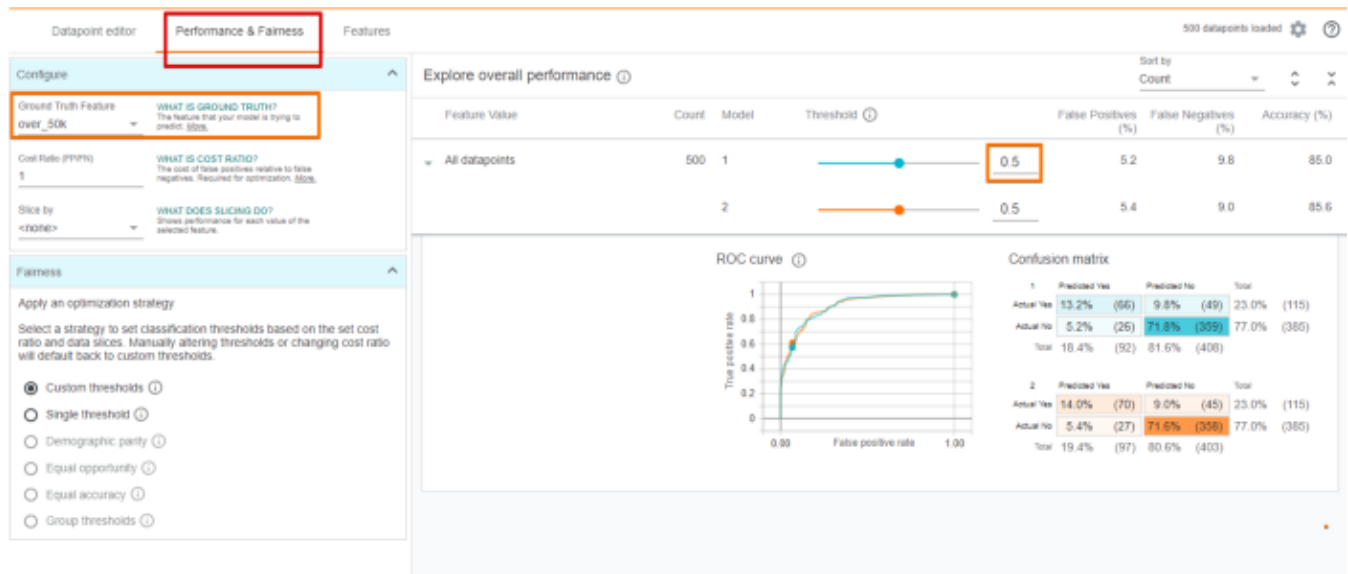 Datapoint editor
Performance & Fairness
Features
500 datapoints loaded
Configure
Ground Truth Feature
over_50k
WHAT IS GROUND TRUTH?
The feature that your model is trying to
predict. More.
Cost Ratio (FP/FN)
1
WHAT IS COST RATIO?
The cost of false positives relative to false
negatives. Required for optimization. More.
Slice by
<none>
WHAT DOES SLICING DO?
Shows performance for each value of the
selected feature.
Fairness
Apply an optimization strategy
Select a strategy to set classification thresholds based on the set cost
ratio and data slices. Manually altering thresholds or changing cost ratio
will default back to custom thresholds.
Custom thresholds
Single threshold
Demographic parity
Equal opportunity
Equal accuracy
Group thresholds
Explore overall performance
Sort by
Count
Feature Value Count Model Threshold False Positives (%) False Negatives (%) Accuracy (%)
All datapoints 500 1 0.5 5.2 9.8 85.0
2 0.5 5.4 9.0 85.6
ROC curve
True positive rate
1
0.8
0.6
0.4
0.2
0
0.00 False positive rate 1.00
Confusion matrix
1 Predicted Yes Predicted No Total
Actual Yes 13.2% (66) 9.8% (49) 23.0% (115)
Actual No 5.2% (26) 71.8% (359) 77.0% (385)
Total 18.4% (92) 81.6% (408)
2 Predicted Yes Predicted No Total
Actual Yes 14.0% (70) 9.0% (45) 23.0% (115)
Actual No 5.4% (27) 71.6% (358) 77.0% (385)
Total 19.4% (97) 80.6% (403)